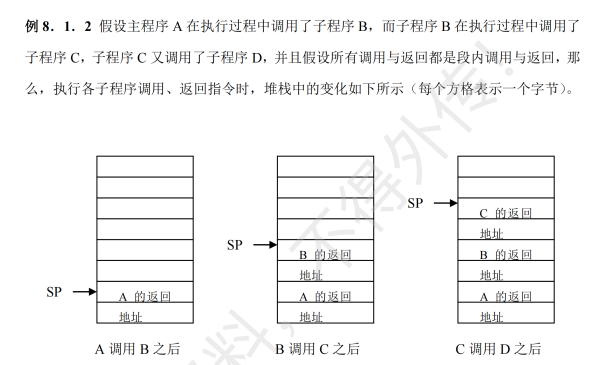 例 8．1．2 假设主程序 A 在执行过程中调用了子程序 B，而子程序 B 在执行过程中调用了
子程序 C，子程序 C 又调用了子程序 D，并且假设所有调用与返回都是段内调用与返回，那
么，执行各子程序调用、返回指令时，堆栈中的变化如下所示（每个方格表示一个字节）。
SP
A 的返回
地址
A 调用 B 之后
SP
B 的返回
地址
A 的返回
地址
B 调用 C 之后
SP
C 的返回
地址
B 的返回
地址
A 的返回
地址
C 调用 D 之后
料，不得外传！